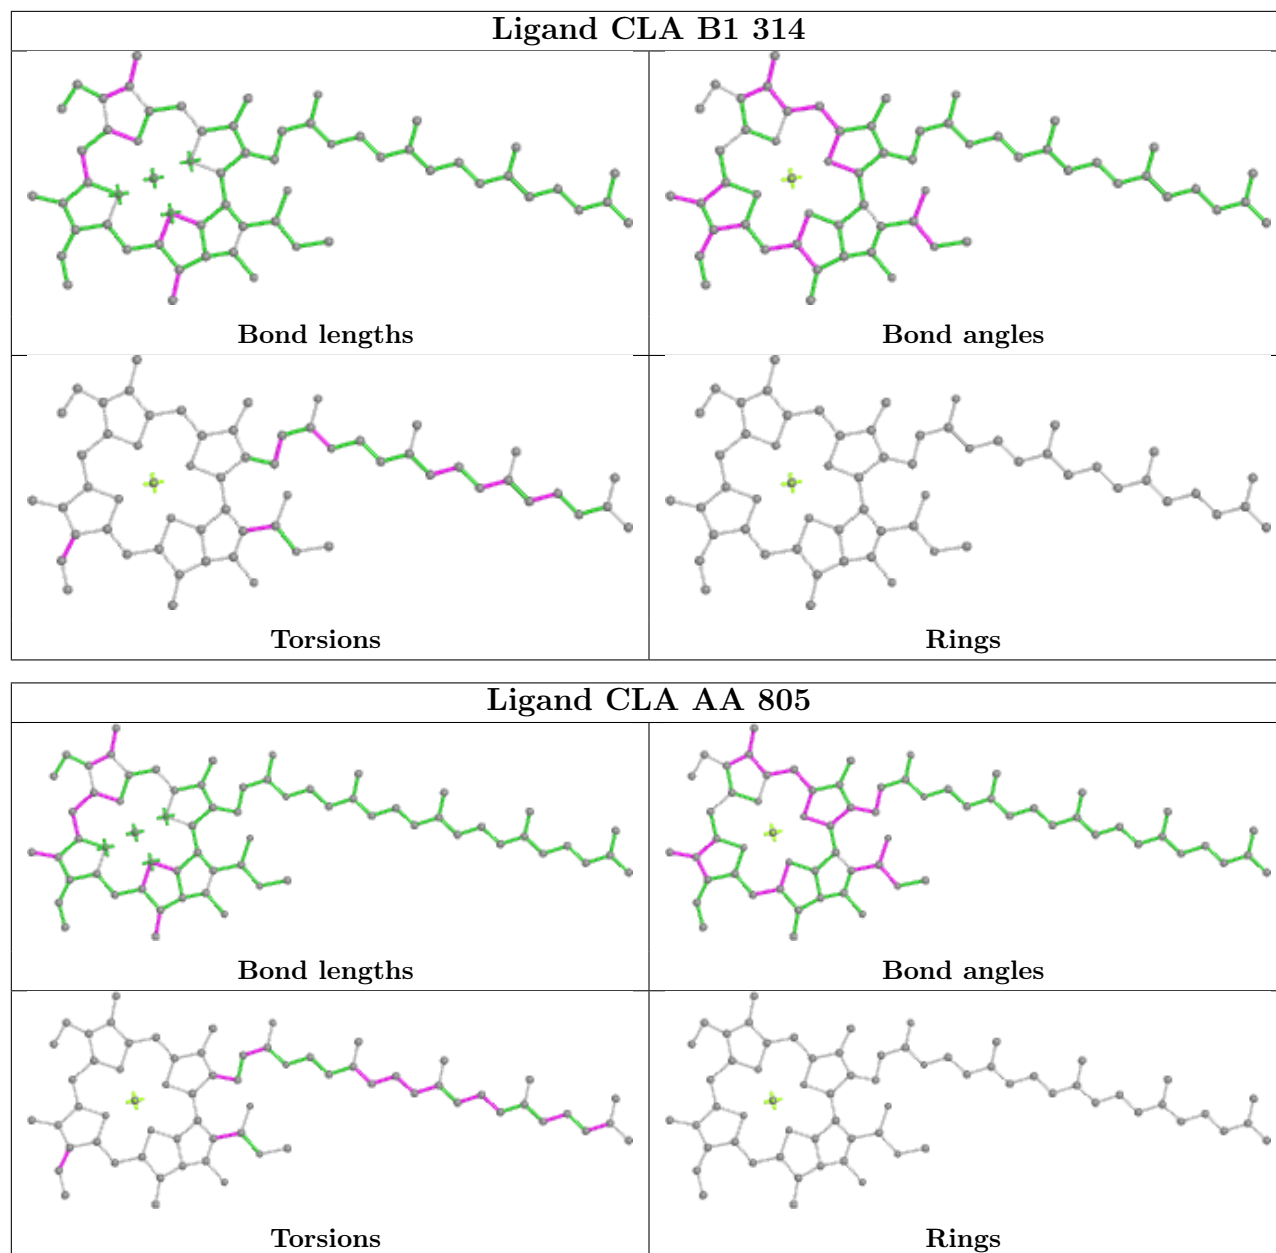 Ligand CLA B1 314
Bond lengths
Bond angles
Torsions
Rings
Ligand CLA AA 805
Bond lengths
Bond angles
Torsions
Rings